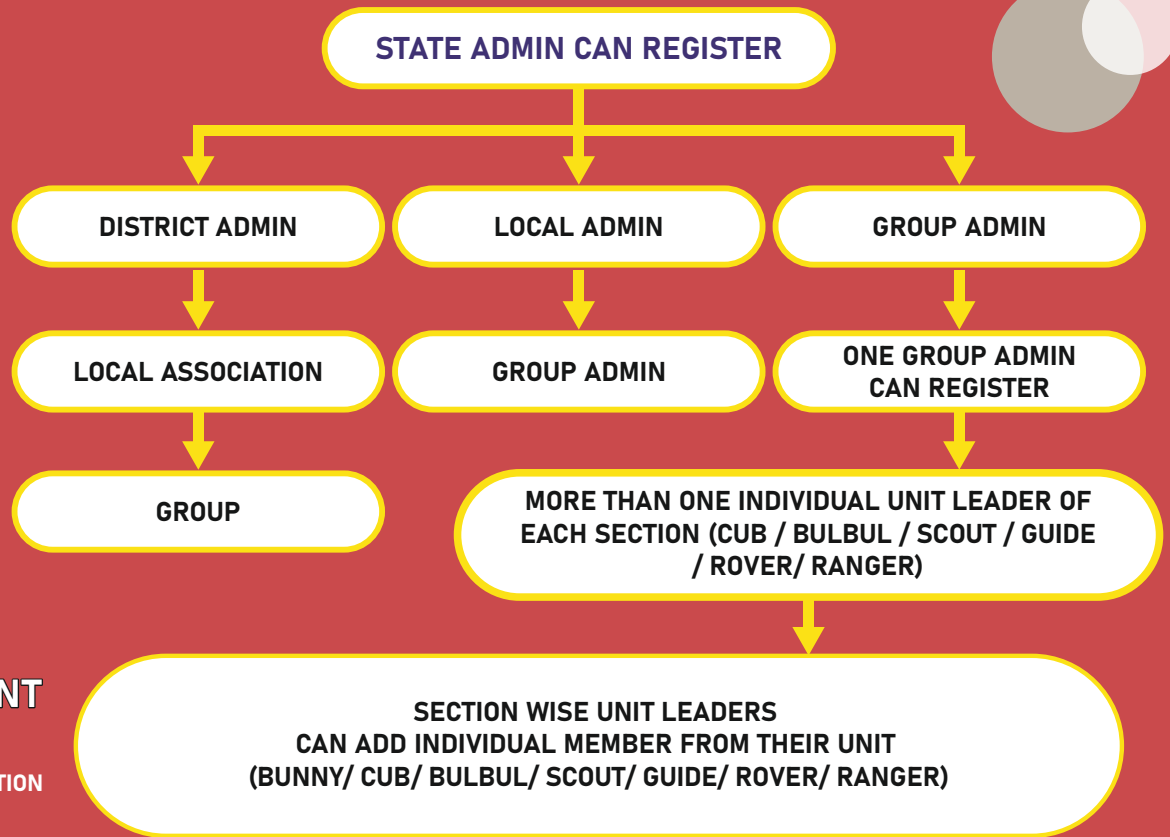 STATE ADMIN CAN REGISTER
DISTRICT ADMIN
LOCAL ADMIN
GROUP ADMIN
LOCAL ASSOCIATION
GROUP ADMIN
ONE GROUP ADMIN
CAN REGISTER
GROUP
MORE THAN ONE INDIVIDUAL UNIT LEADER OF
EACH SECTION (CUB / BULBUL / SCOUT / GUIDE
/ ROVER/ RANGER)
SECTION WISE UNIT LEADERS
CAN ADD INDIVIDUAL MEMBER FROM THEIR UNIT
(BUNNY/ CUB/ BULBUL/ SCOUT/ GUIDE/ ROVER/ RANGER)